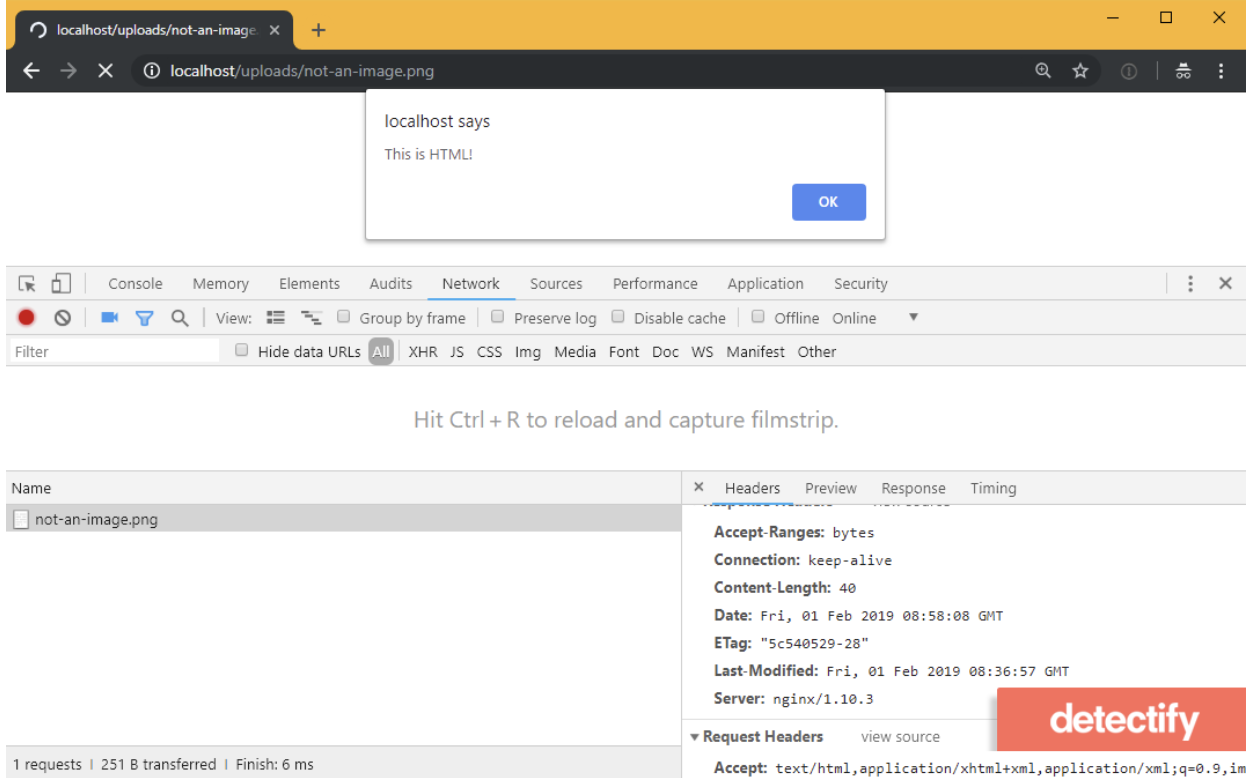 localhost/uploads/not-an-image.
localhost/uploads/not-an-image.png
localhost says
This is HTML!
OK
Console Memory Elements Audits Network Sources Performance Application Security
View: Group by frame Preserve log Disable cache Offline Online
Filter Hide data URLs All XHR JS CSS Img Media Font Doc WS Manifest Other
Hit Ctrl + R to reload and capture filmstrip.
Name
not-an-image.png
Headers Preview Response Timing
Accept-Ranges: bytes
Connection: keep-alive
Content-Length: 40
Date: Fri, 01 Feb 2019 08:58:08 GMT
ETag: "5c540529-28"
Last-Modified: Fri, 01 Feb 2019 08:36:57 GMT
Server: nginx/1.10.3
detectify
Request Headers view source
Accept: text/html,application/xhtml+xml,application/xml;q=0.9,im
1 requests | 251 B transferred | Finish: 6 ms